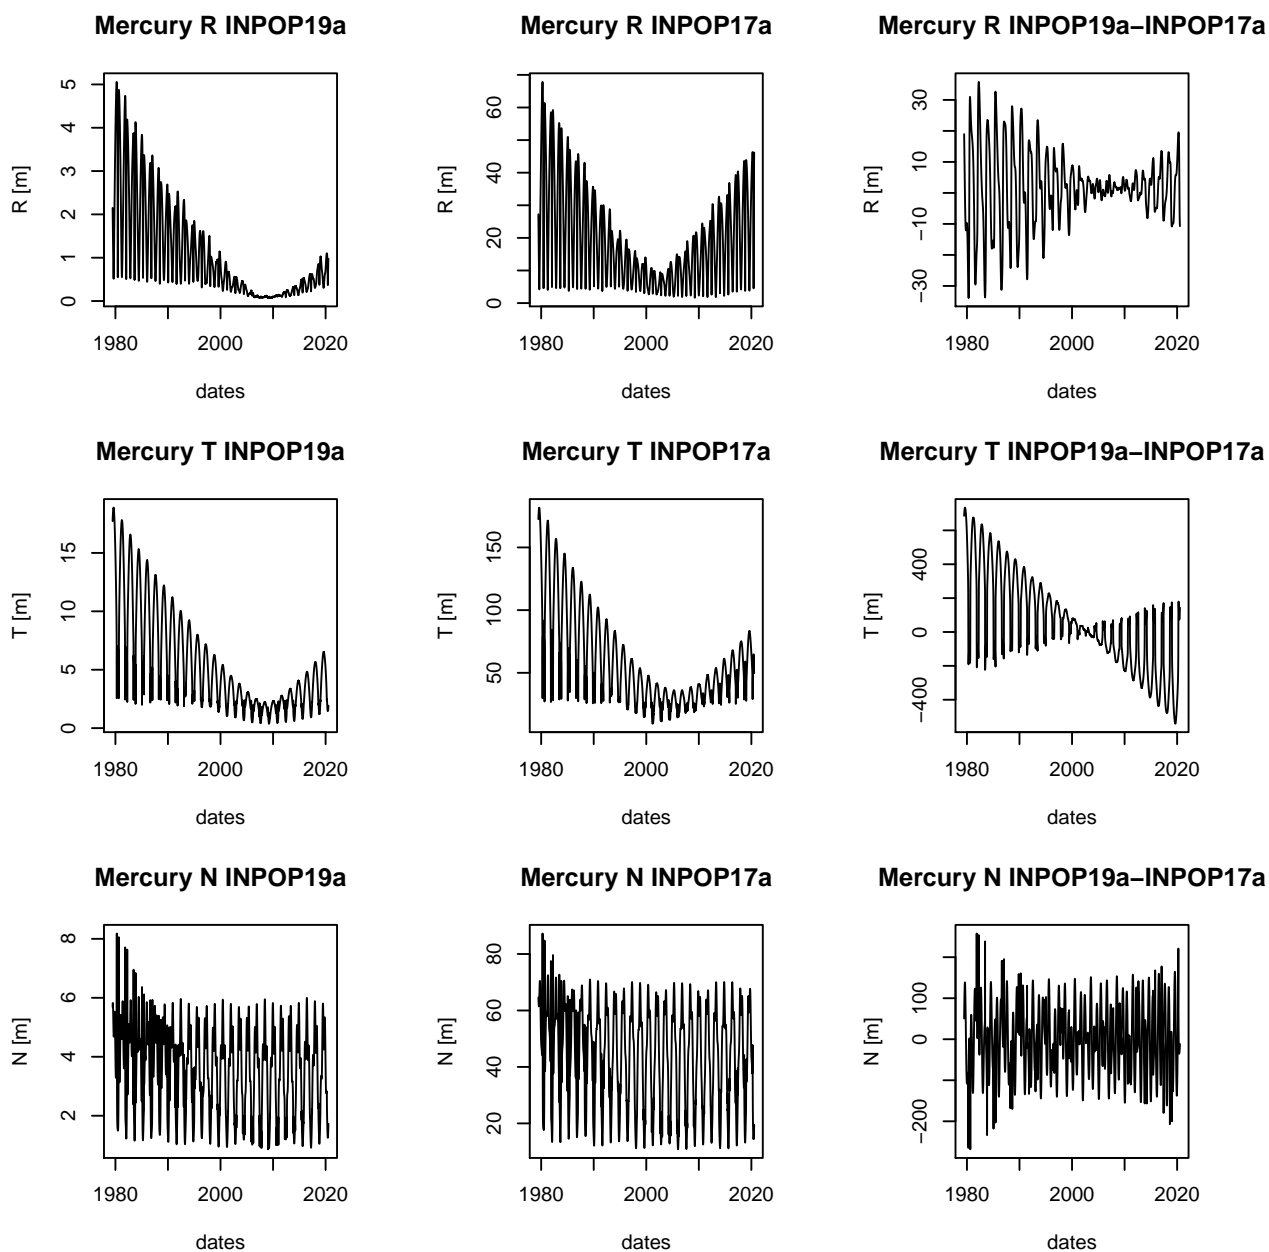 Mercury R INPOP19a
R [m]
0 1 2 3 4 5
1980 2000 2020
dates
Mercury R INPOP17a
R [m]
0 20 40 60
1980 2000 2020
dates
Mercury R INPOP19a−INPOP17a
R [m]
−30 −10 10 30
1980 2000 2020
dates
Mercury T INPOP19a
T [m]
0 5 10 15
1980 2000 2020
dates
Mercury T INPOP17a
T [m]
50 100 150
1980 2000 2020
dates
Mercury T INPOP19a−INPOP17a
T [m]
−400 0 400
1980 2000 2020
dates
Mercury N INPOP19a
N [m]
2 4 6 8
1980 2000 2020
dates
Mercury N INPOP17a
N [m]
20 40 60 80
1980 2000 2020
dates
Mercury N INPOP19a−INPOP17a
N [m]
−200 0 100
1980 2000 2020
dates